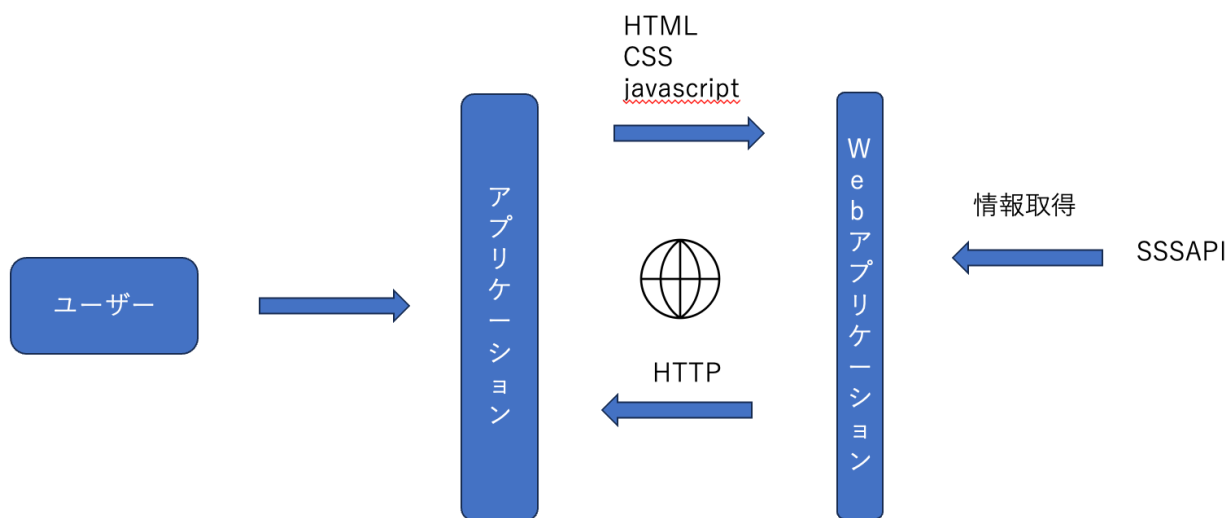 HTML
CSS
javascript
アプリケーション
Webアプリケーション
情報取得
SSSAPI
ユーザー
HTTP